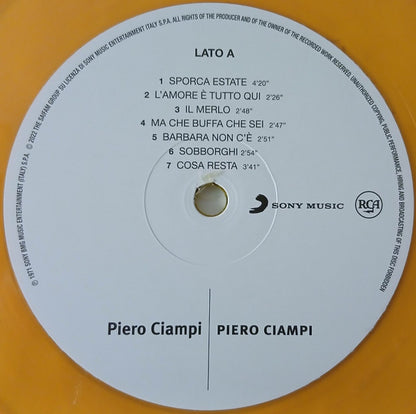 LATO A
1 SPORCA ESTATE 4'20"
2 L'AMORE È TUTTO QUI 2'26"
3 IL MERLO 2'48"
4 MA CHE BUFFA CHE SEI 2'47"
5 BARBARA NON C'È 2'51"
6 SOBBORGHI 2'54"
7 COSA RESTA 3'41"
SONY MUSIC
RCA
Piero Ciampi | PIERO CIAMPI
℗ 1971 SONY BMG MUSIC ENTERTAINMENT (ITALY) S.P.A. © 2022 THE SAIFAM GROUP SU LICENZA DI SONY MUSIC ENTERTAINMENT ITALY S.P.A. ALL RIGHTS OF THE PRODUCER AND OF THE OWNER OF THE RECORDED WORK RESERVED. UNAUTHORIZED COPYING, PUBLIC PERFORMANCE, HIRING AND BROADCASTING OF THIS DISC FORBIDDEN